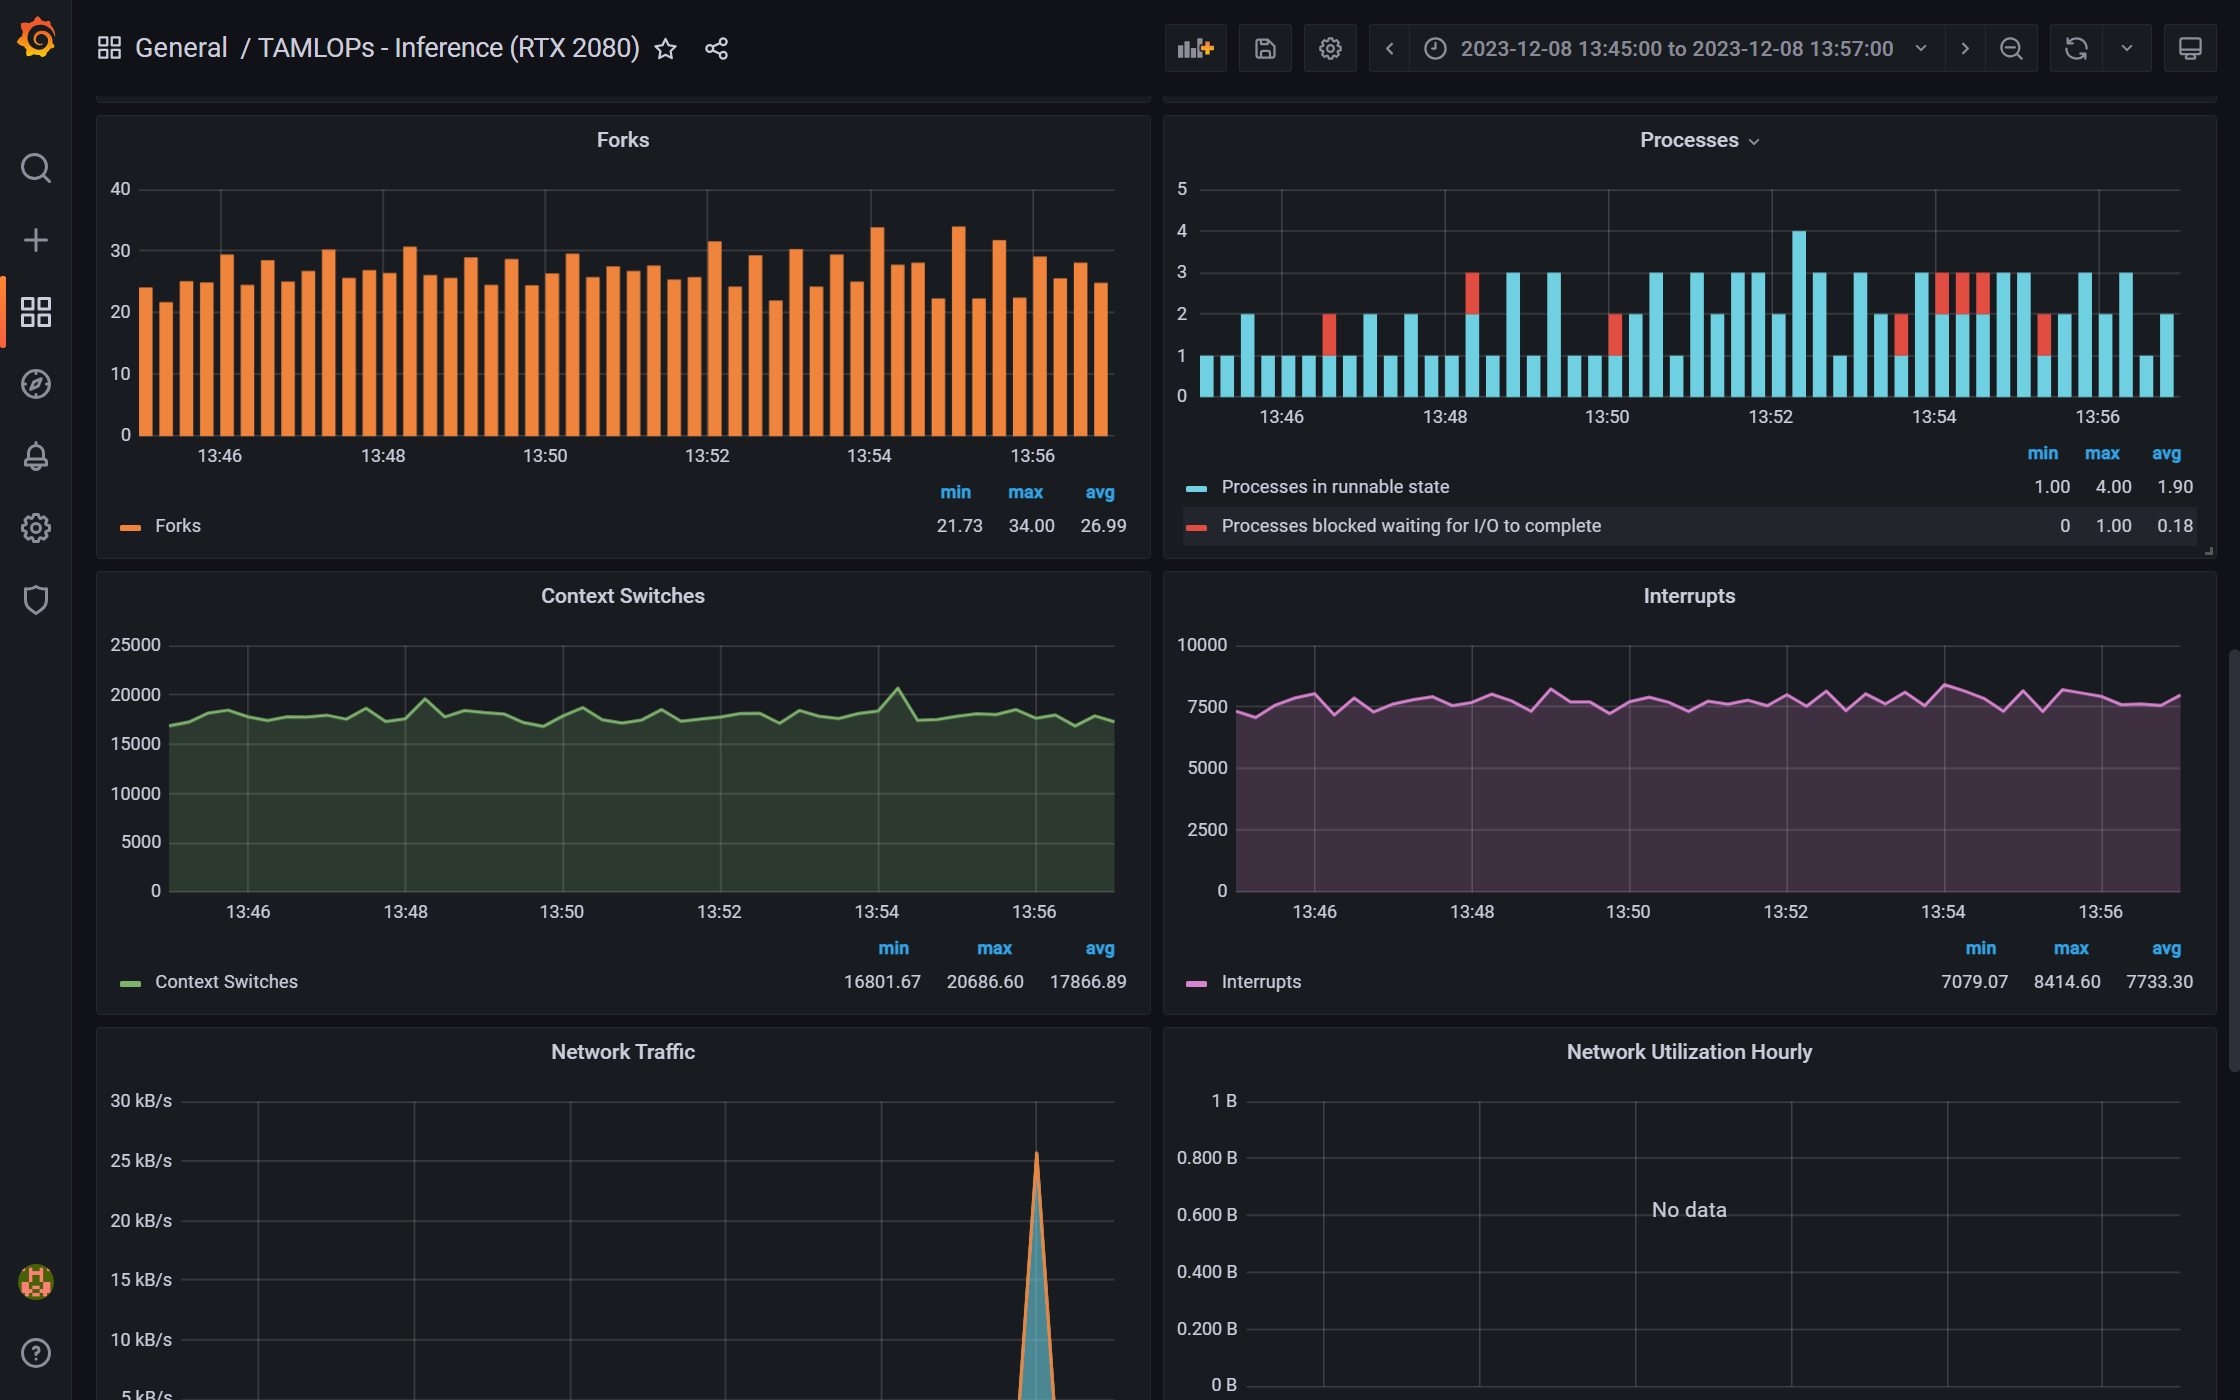 General / TAMLOPs - Inference (RTX 2080)
2023-12-08 13:45:00 to 2023-12-08 13:57:00
Forks
40
30
20
10
0
13:46 13:48 13:50 13:52 13:54 13:56
min max avg
Forks 21.73 34.00 26.99
Processes
5
4
3
2
1
0
13:46 13:48 13:50 13:52 13:54 13:56
min max avg
Processes in runnable state 1.00 4.00 1.90
Processes blocked waiting for I/O to complete 0 1.00 0.18
Context Switches
25000
20000
15000
10000
5000
0
13:46 13:48 13:50 13:52 13:54 13:56
min max avg
Context Switches 16801.67 20686.60 17866.89
Interrupts
10000
7500
5000
2500
0
13:46 13:48 13:50 13:52 13:54 13:56
min max avg
Interrupts 7079.07 8414.60 7733.30
Network Traffic
30 kB/s
25 kB/s
20 kB/s
15 kB/s
10 kB/s
5 kB/s
Network Utilization Hourly
1 B
0.800 B
0.600 B
0.400 B
0.200 B
0 B
No data